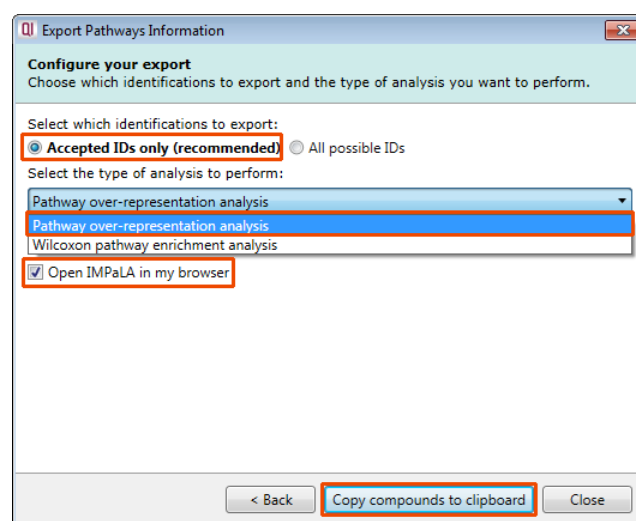 QI Export Pathways Information
Configure your export
Choose which identifications to export and the type of analysis you want to perform.
Select which identifications to export:
Accepted IDs only (recommended) All possible IDs
Select the type of analysis to perform:
Pathway over-representation analysis
Pathway over-representation analysis
Wilcoxon pathway enrichment analysis
Open IMPaLA in my browser
< Back Copy compounds to clipboard Close